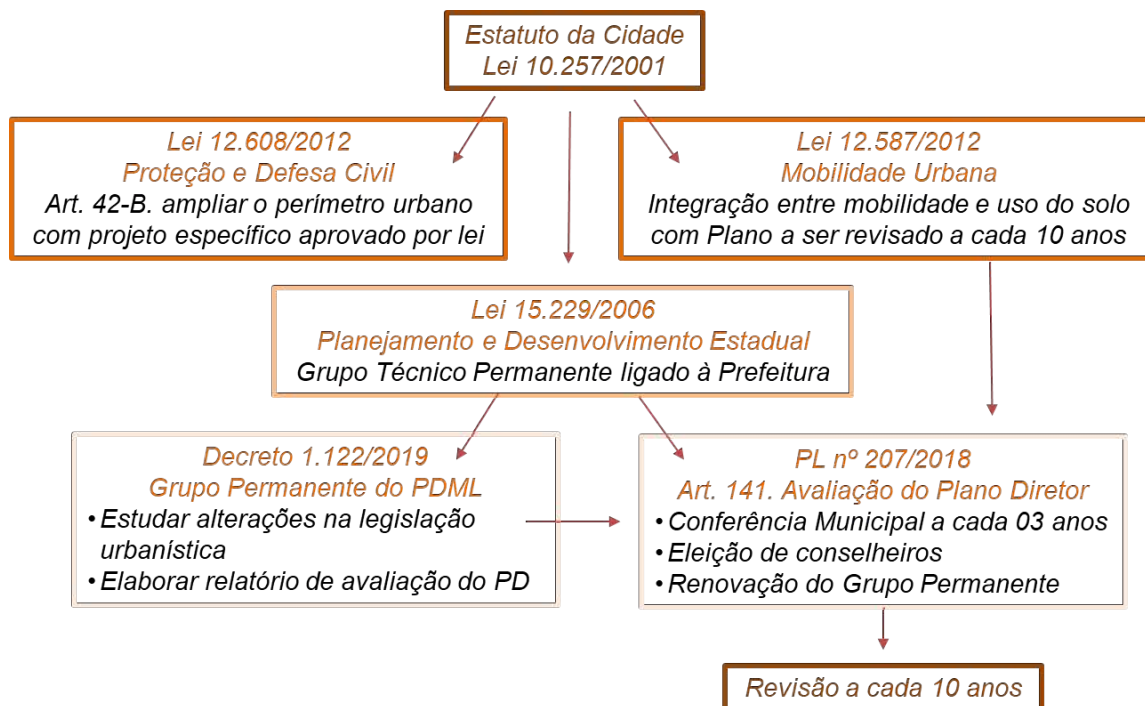 Estatuto da Cidade
Lei 10.257/2001
Lei 12.608/2012
Proteção e Defesa Civil
Art. 42-B. ampliar o perímetro urbano
com projeto específico aprovado por lei
Lei 12.587/2012
Mobilidade Urbana
Integração entre mobilidade e uso do solo
com Plano a ser revisado a cada 10 anos
Lei 15.229/2006
Planejamento e Desenvolvimento Estadual
Grupo Técnico Permanente ligado à Prefeitura
Decreto 1.122/2019
Grupo Permanente do PDML
• Estudar alterações na legislação
urbanística
• Elaborar relatório de avaliação do PD
PL nº 207/2018
Art. 141. Avaliação do Plano Diretor
• Conferência Municipal a cada 03 anos
• Eleição de conselheiros
• Renovação do Grupo Permanente
Revisão a cada 10 anos